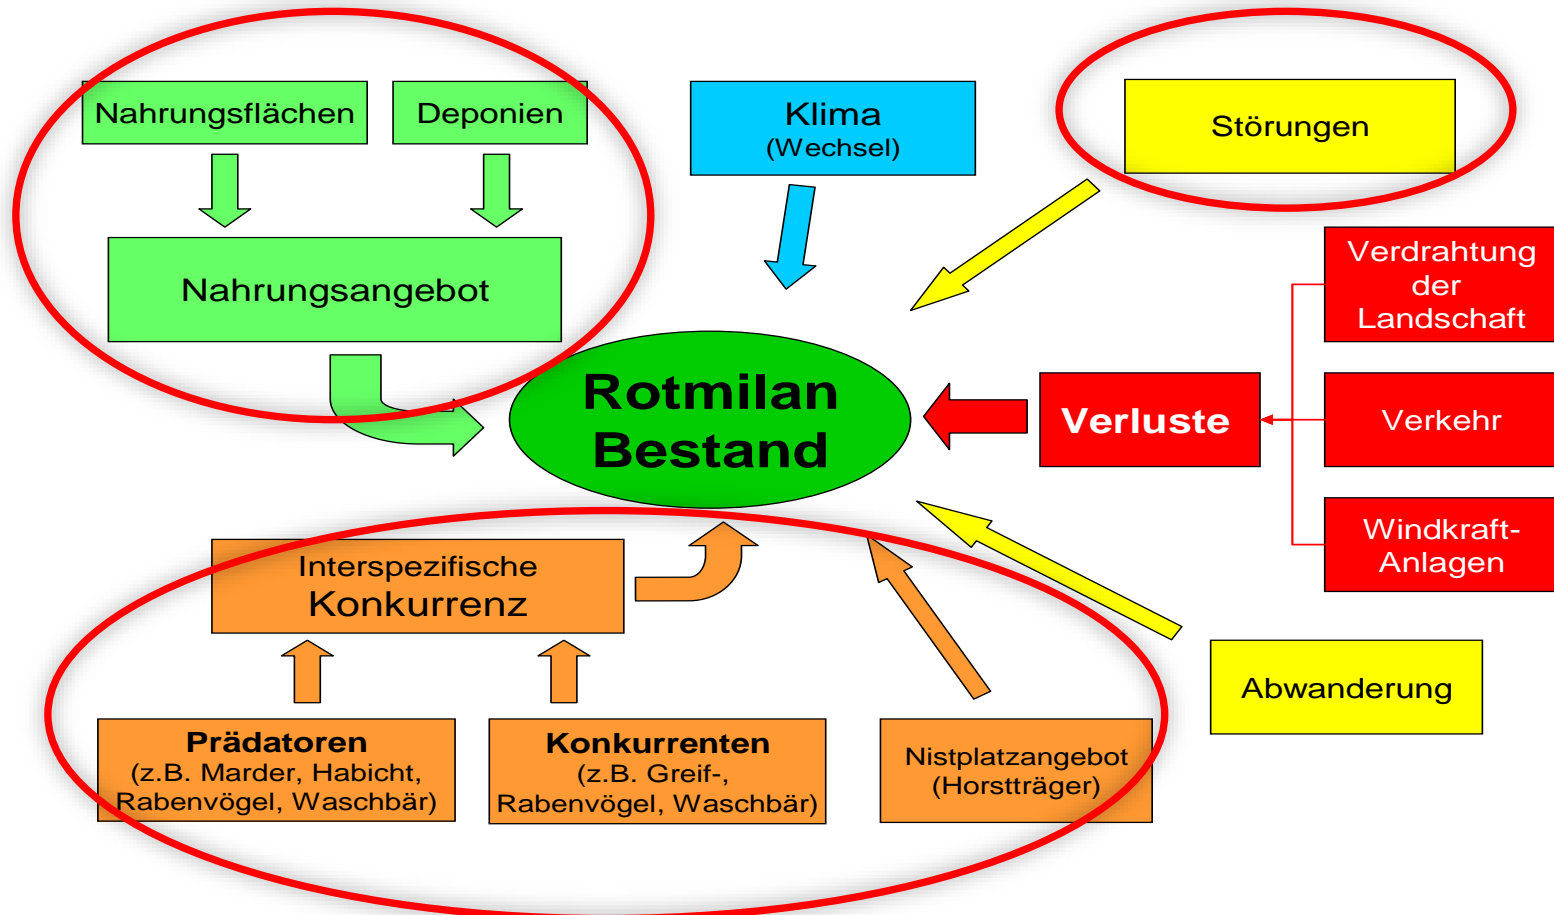 Nahrungsflächen
Deponien
Klima
(Wechsel)
Störungen
Nahrungsangebot
Verdrahtung
der
Landschaft
Rotmilan
Bestand
Verluste
Verkehr
Windkraft-
Anlagen
Interspezifische
Konkurrenz
Abwanderung
Prädatoren
(z.B. Marder, Habicht,
Rabenvögel, Waschbär)
Konkurrenten
(z.B. Greif-,
Rabenvögel, Waschbär)
Nistplatzangebot
(Horstträger)